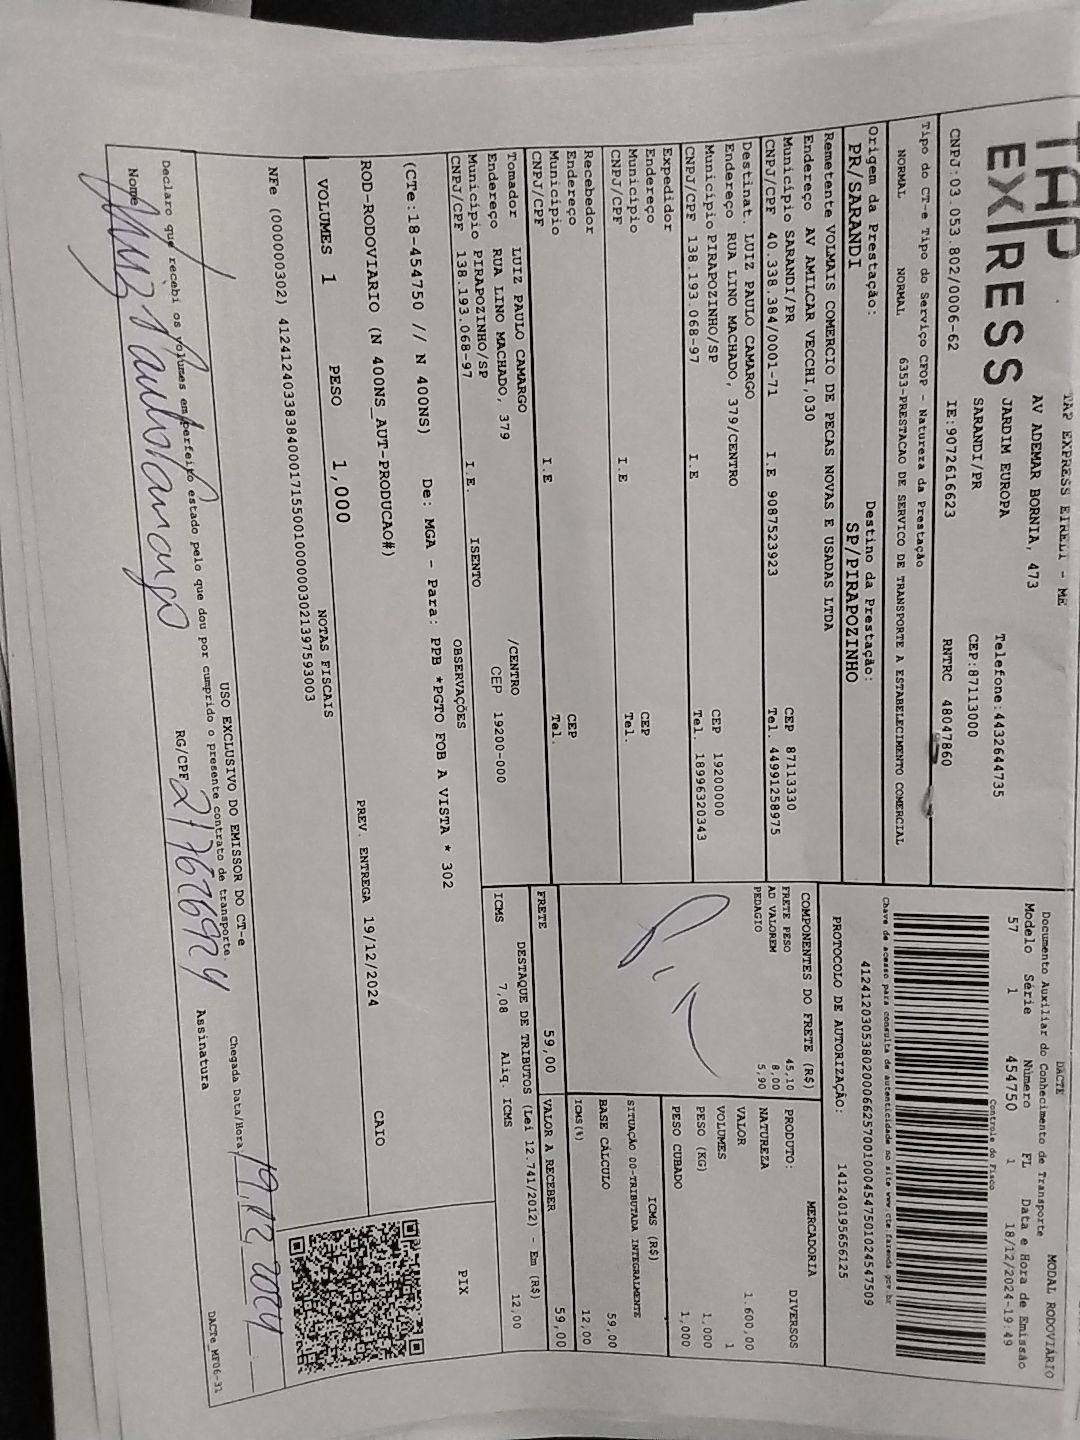 TAP
EXPRESS
TAP EXPRESS EIRELI - ME
AV ADEMAR BORNIA, 473
JARDIM EUROPA
SARANDI/PR
Telefone:4432644735
CEP:87113000
CNPJ:03.053.802/0006-62 IE:9072616623 RNTRC 48047860
Tipo do CT-e Tipo do Serviço CFOP - Natureza da Prestação
NORMAL NORMAL 6353-PRESTACAO DE SERVICO DE TRANSPORTE A ESTABELECIMENTO COMERCIAL
Origem da Prestação: Destino da Prestação:
PR/SARANDI SP/PIRAPOZINHO
Remetente VOLMAIS COMERCIO DE PECAS NOVAS E USADAS LTDA
Endereço AV AMILCAR VECCHI,030
Município SARANDI/PR CEP 87113330
CNPJ/CPF 40.338.384/0001-71 I.E 9087523923 Tel. 44991258975
Destinat. LUIZ PAULO CAMARGO
Endereço RUA LINO MACHADO, 379/CENTRO
Município PIRAPOZINHO/SP CEP 19200000
CNPJ/CPF 138.193.068-97 I.E Tel. 18996320343
Expedidor
Endereço
Município CEP
CNPJ/CPF I.E Tel.
Recebedor
Endereço
Município CEP
CNPJ/CPF I.E Tel.
Tomador LUIZ PAULO CAMARGO
Endereço RUA LINO MACHADO, 379 /CENTRO
Município PIRAPOZINHO/SP CEP 19200-000
CNPJ/CPF 138.193.068-97 I.E. ISENTO
DACTE MODAL RODOVIÁRIO
Documento Auxiliar do Conhecimento de Transporte
Modelo Série Número FL Data e Hora de Emissão
57 1 454750 1 18/12/2024-19:49
Controle do Fisco
Chave de acesso para consulta de autenticidade no site www.cte.fazenda.gov.br
41241203053802000662570010004547501024547509
PROTOCOLO DE AUTORIZAÇÃO: 141240195656125
COMPONENTES DO FRETE (R$)
FRETE PESO 45,10
AD VALOREM 8,00
PEDAGIO 5,90
MERCADORIA
PRODUTO: DIVERSOS
NATUREZA
VALOR 1.600,00
VOLUMES 1
PESO (KG) 1,000
PESO CUBADO 1,000
ICMS (R$)
SITUAÇÃO 00-TRIBUTADA INTEGRALMENTE
BASE CÁLCULO 59,00
ICMS(%) 12,00
FRETE 59,00 VALOR A RECEBER 59,00
DESTAQUE DE TRIBUTOS (Lei 12.741/2012) - Em (R$)
ICMS 7,08 Aliq. ICMS 12,00
OBSERVAÇÕES
(CTe:18-454750 // N 400NS) De: MGA - Para: PPB *PGTO FOB A VISTA * 302
PIX
ROD-RODOVIARIO (N 400NS_AUT-PRODUCAO#) PREV. ENTREGA 19/12/2024 CAIO
VOLUMES 1 PESO 1,000
NOTAS FISCAIS
NFe (0000000302) 41241240338384000171550010000003021397593003
USO EXCLUSIVO DO EMISSOR DO CT-e
Declaro que recebi os volumes em perfeito estado pelo que dou por cumprido o presente contrato de transporte.
Chegada Data/Hora: 19.12.2024
Nome Luiz Paulo Camargo RG/CPF 217676924 Assinatura
DACTe_MF06-31